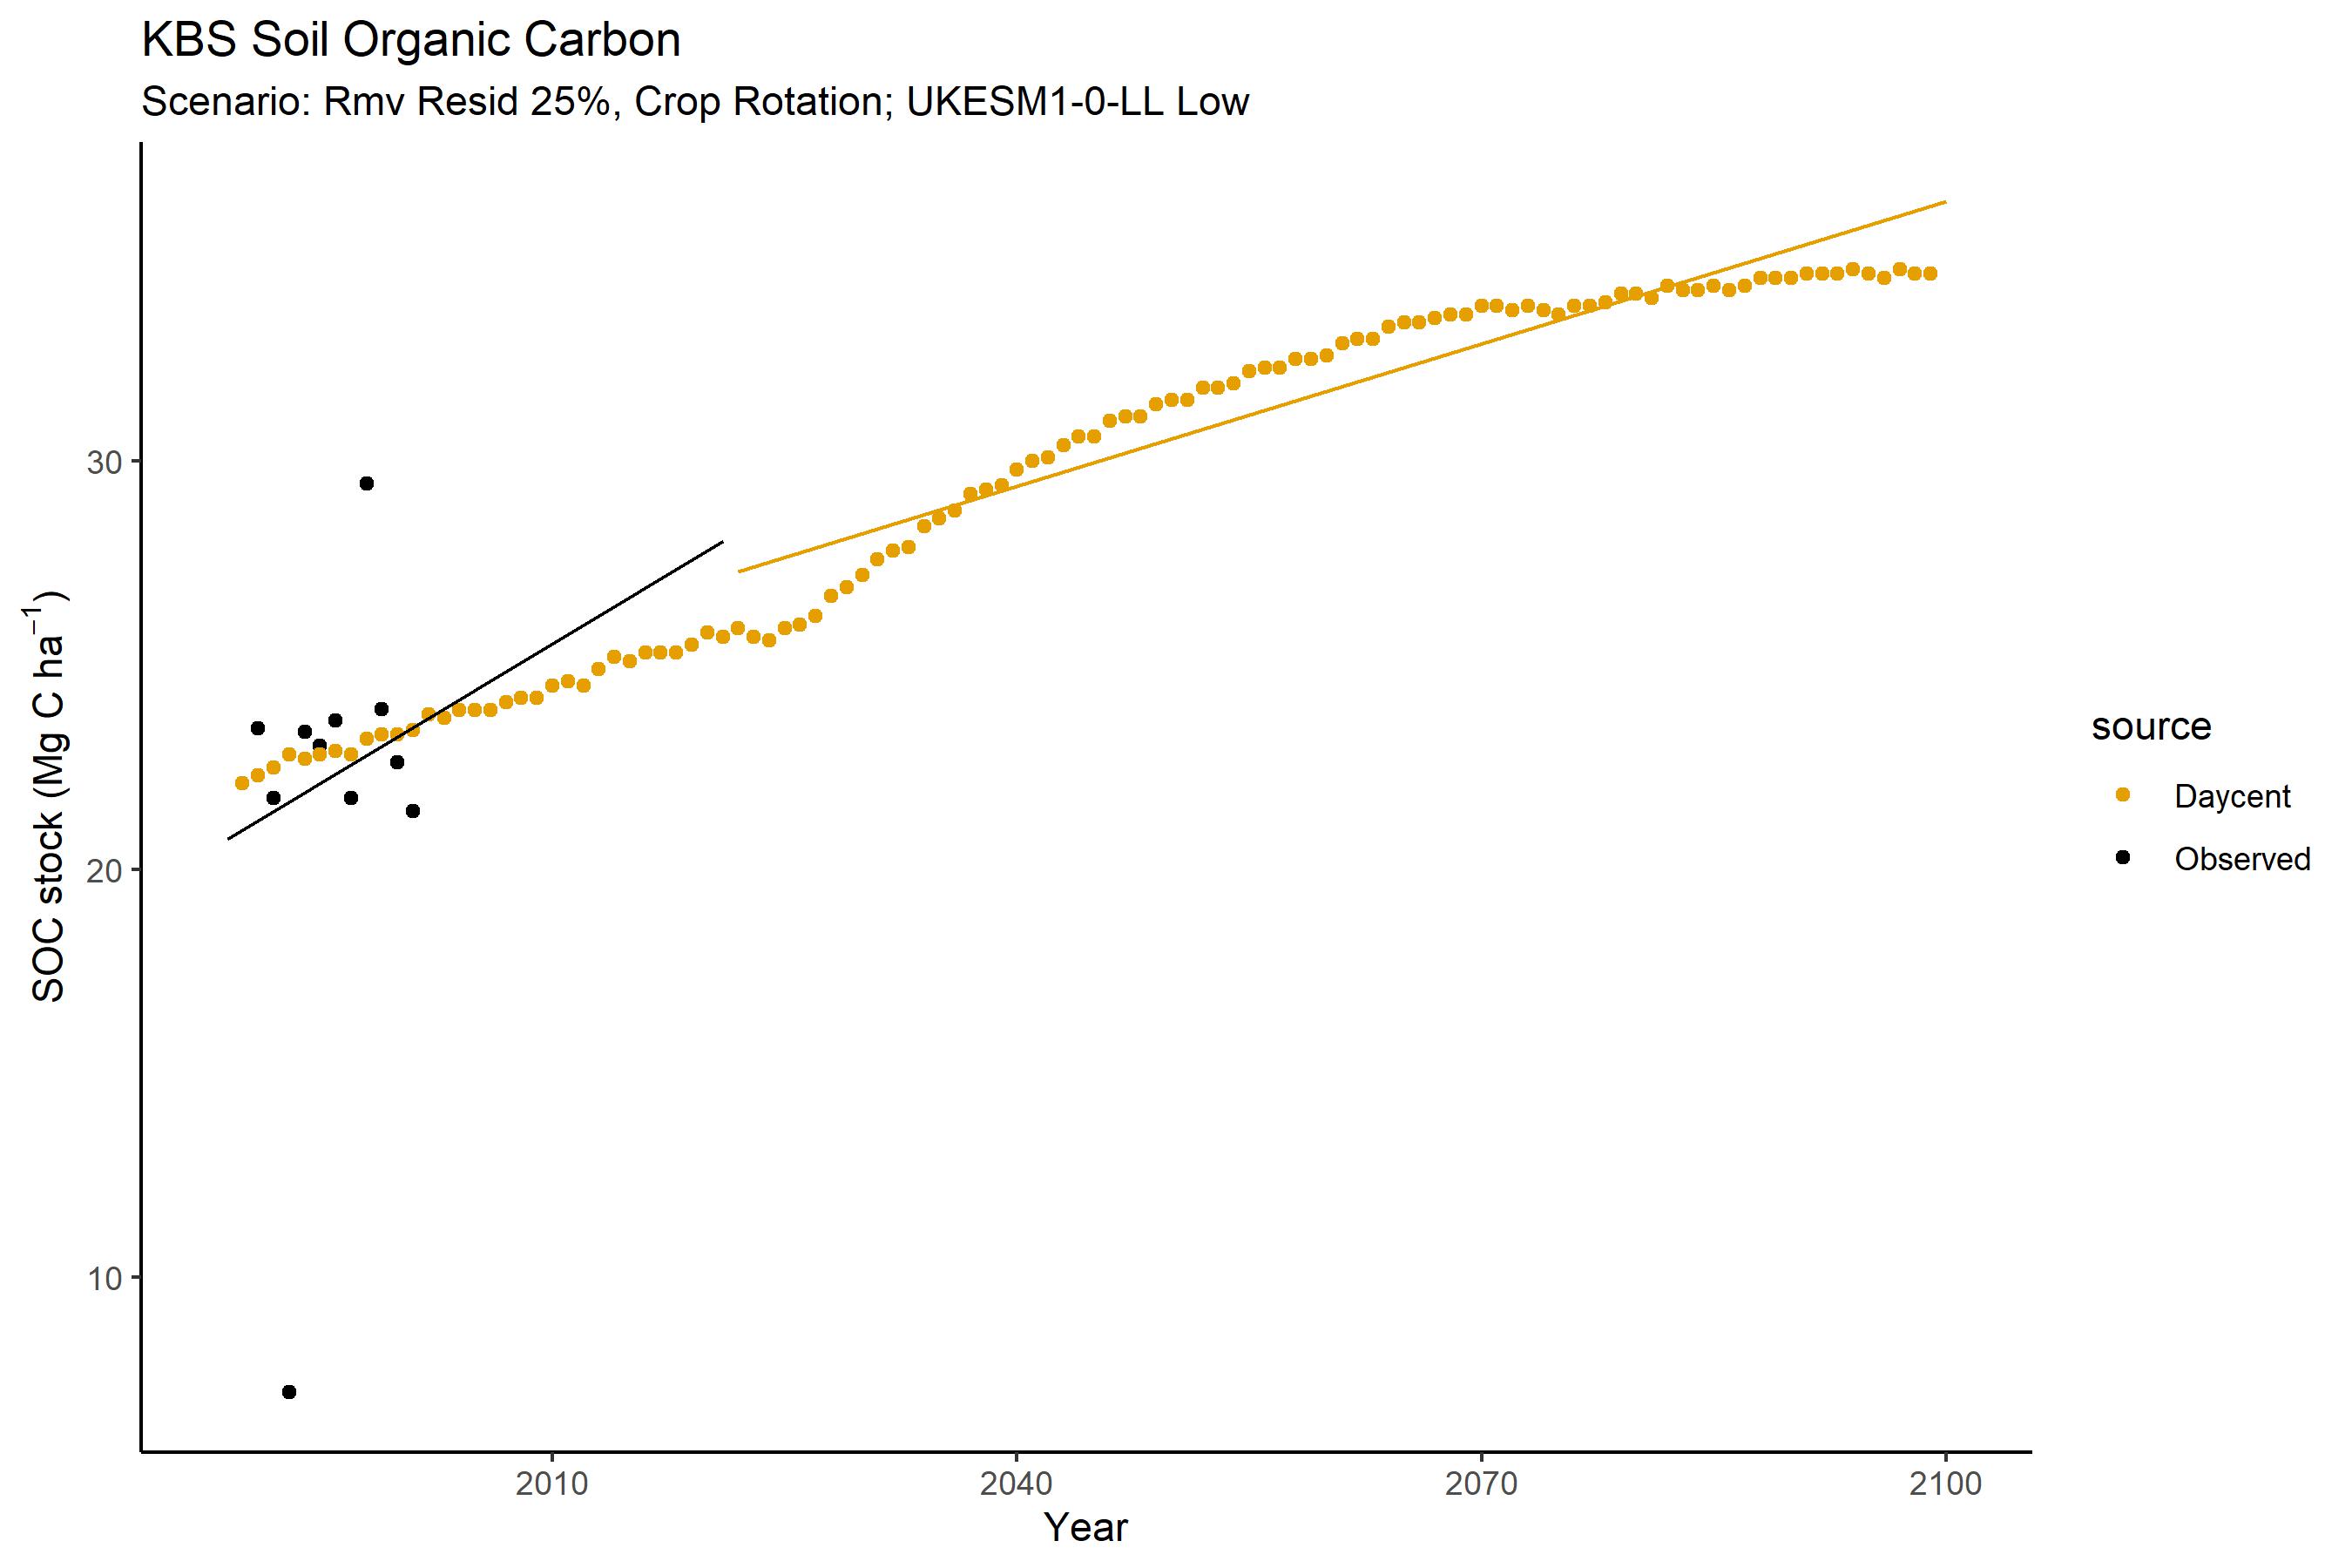 KBS Soil Organic Carbon
Scenario: Rmv Resid 25%, Crop Rotation; UKESM1-0-LL Low
SOC stock (Mg C ha⁻¹)
30
20
10
2010 2040 2070 2100
Year
source
Daycent
Observed